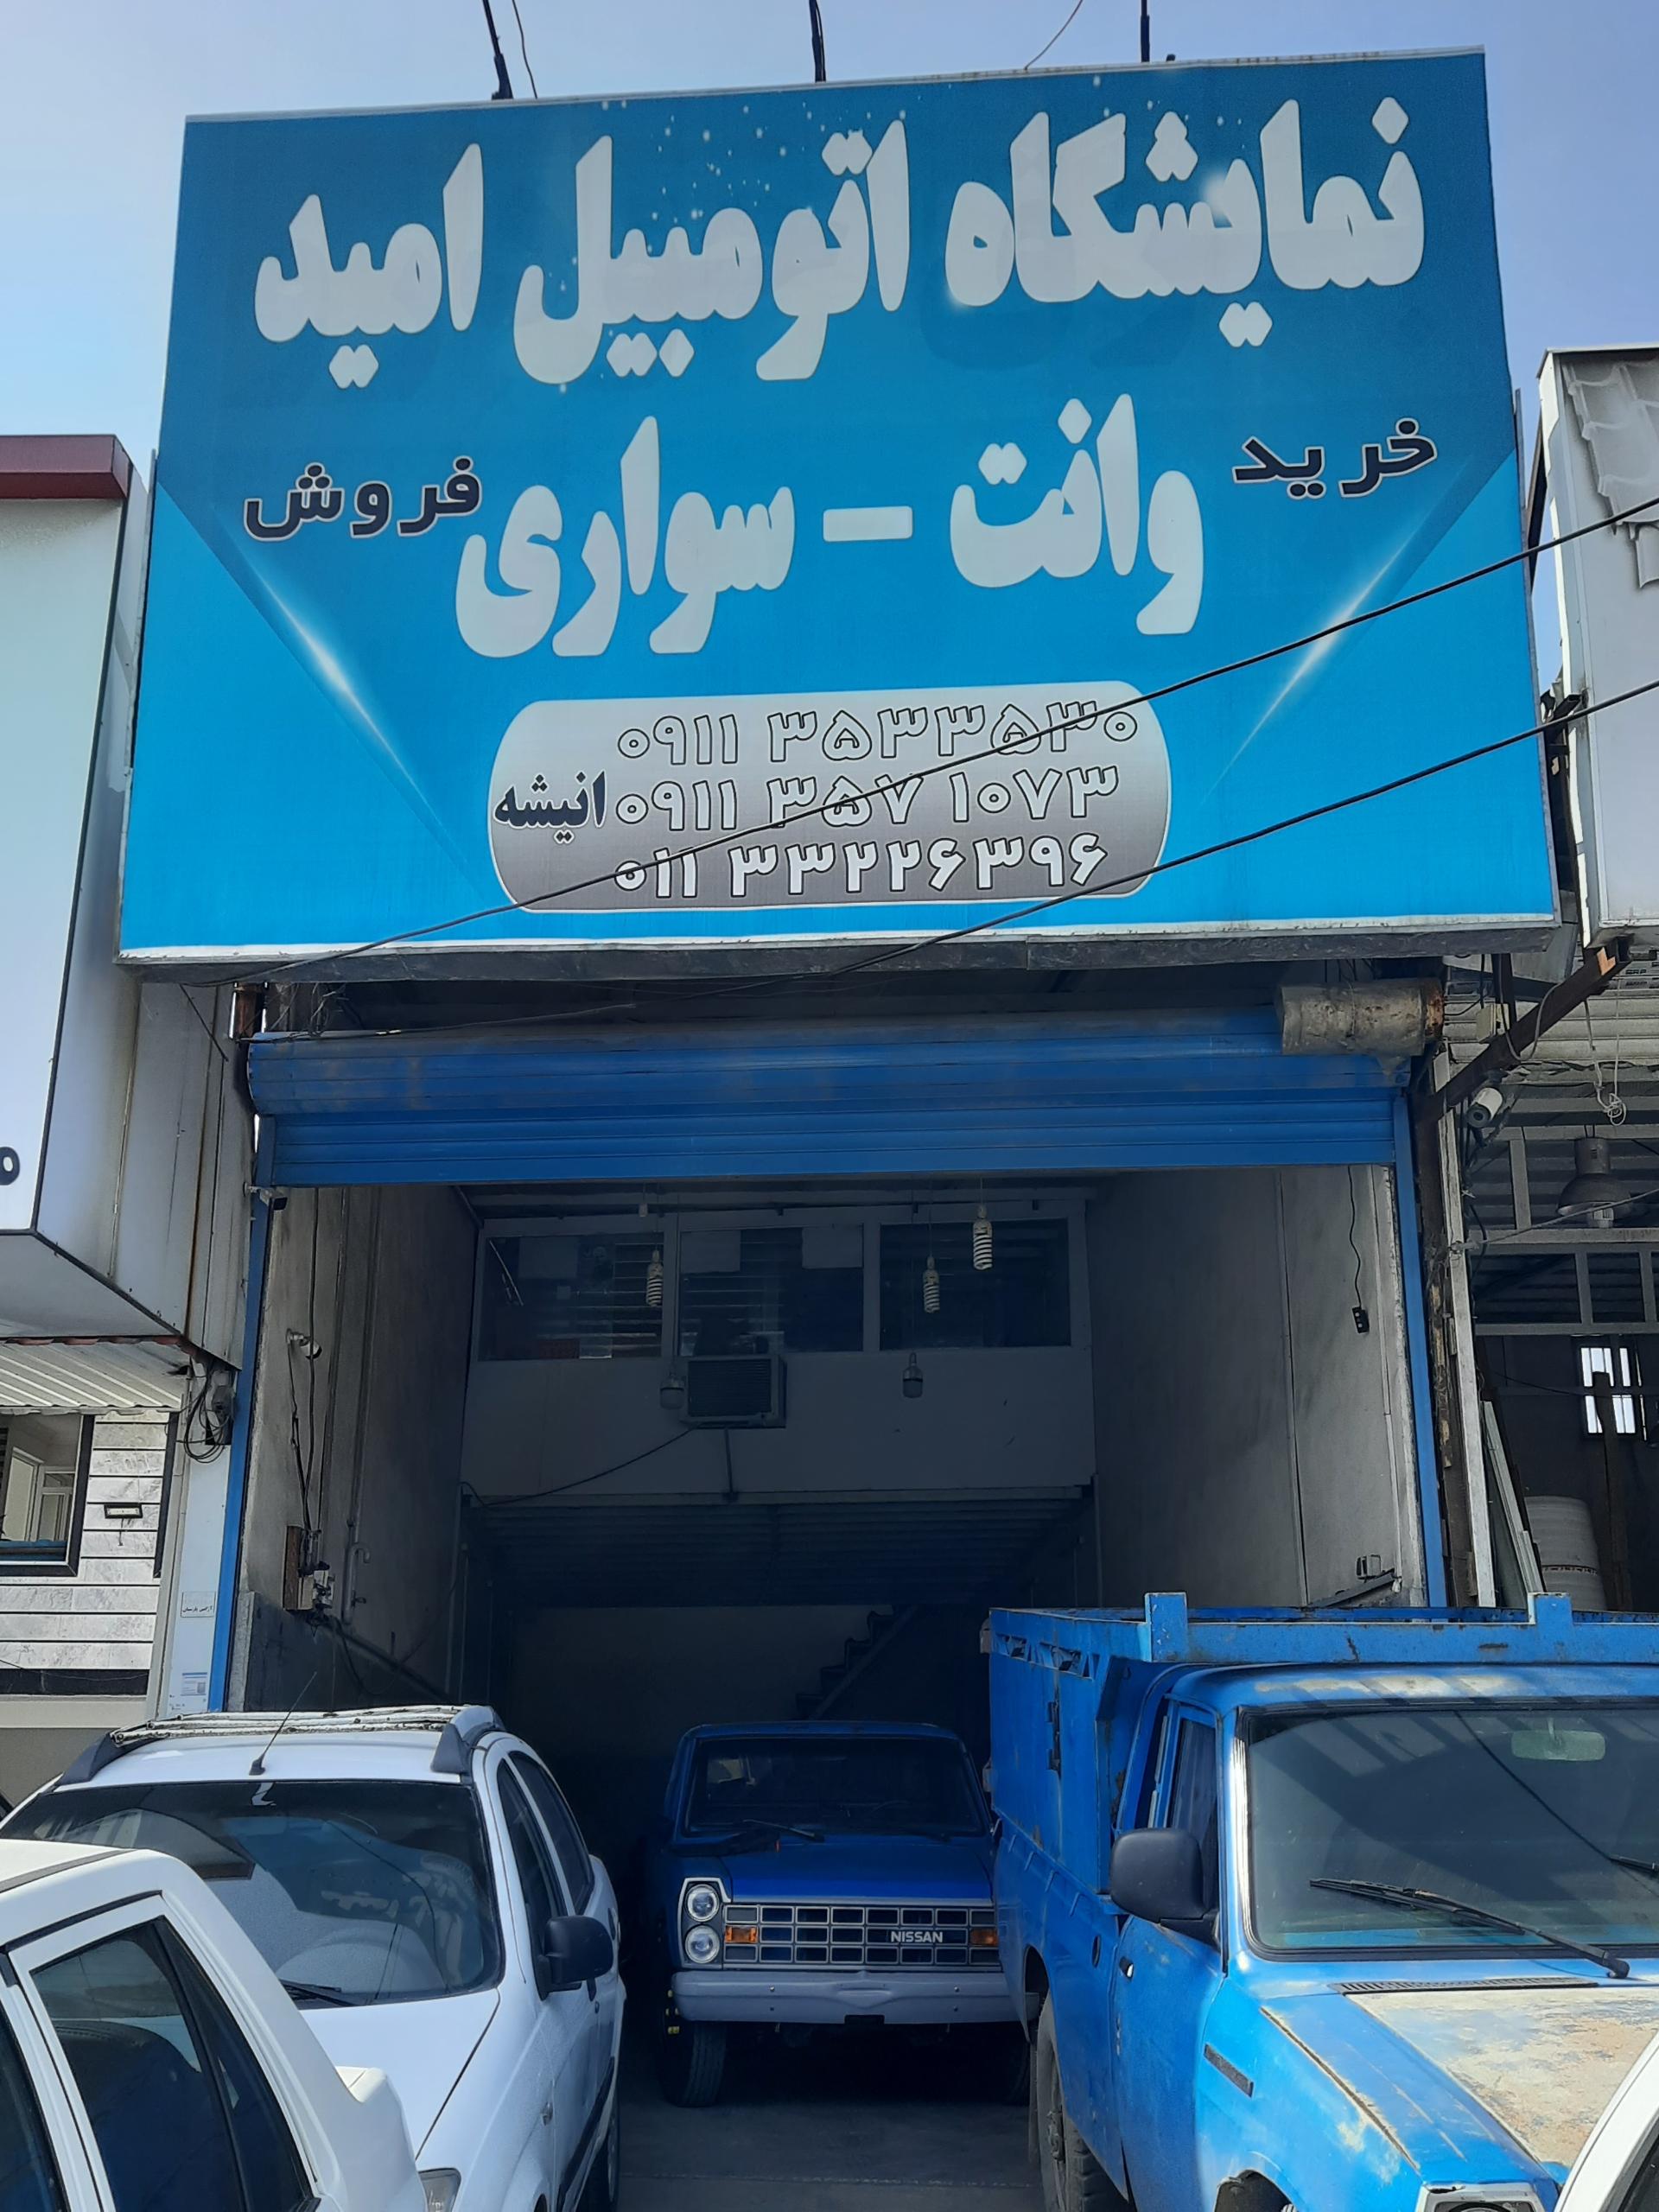 نمایشگاه اتومبیل امید
خرید وانت - سواری فروش
۰۹۱۱ ۳۵۳۳۵۳۰
۰۹۱۱ ۳۵۷ ۱۰۷۳ انیشه
۰۱۱ ۳۳۲۲۶۳۹۶
NISSAN